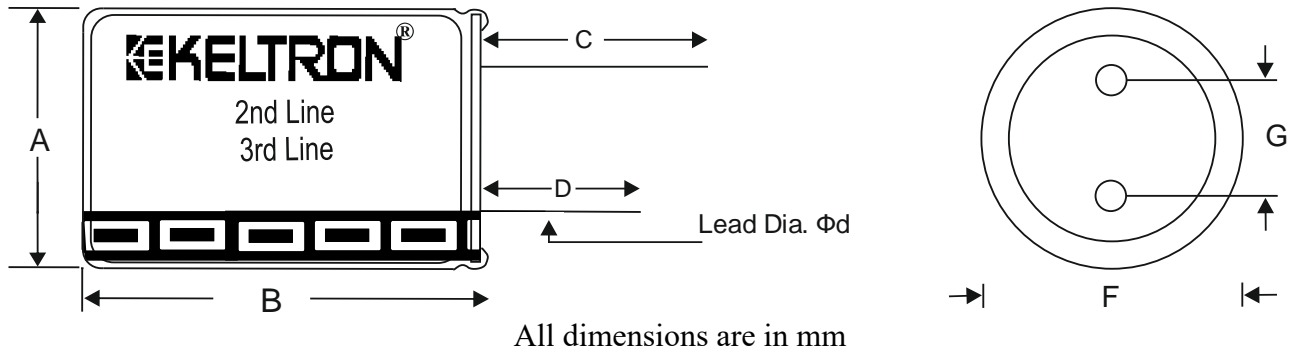 KELTRON®
C
2nd Line
3rd Line
A
G
D
Lead Dia. Φd
B
F
All dimensions are in mm